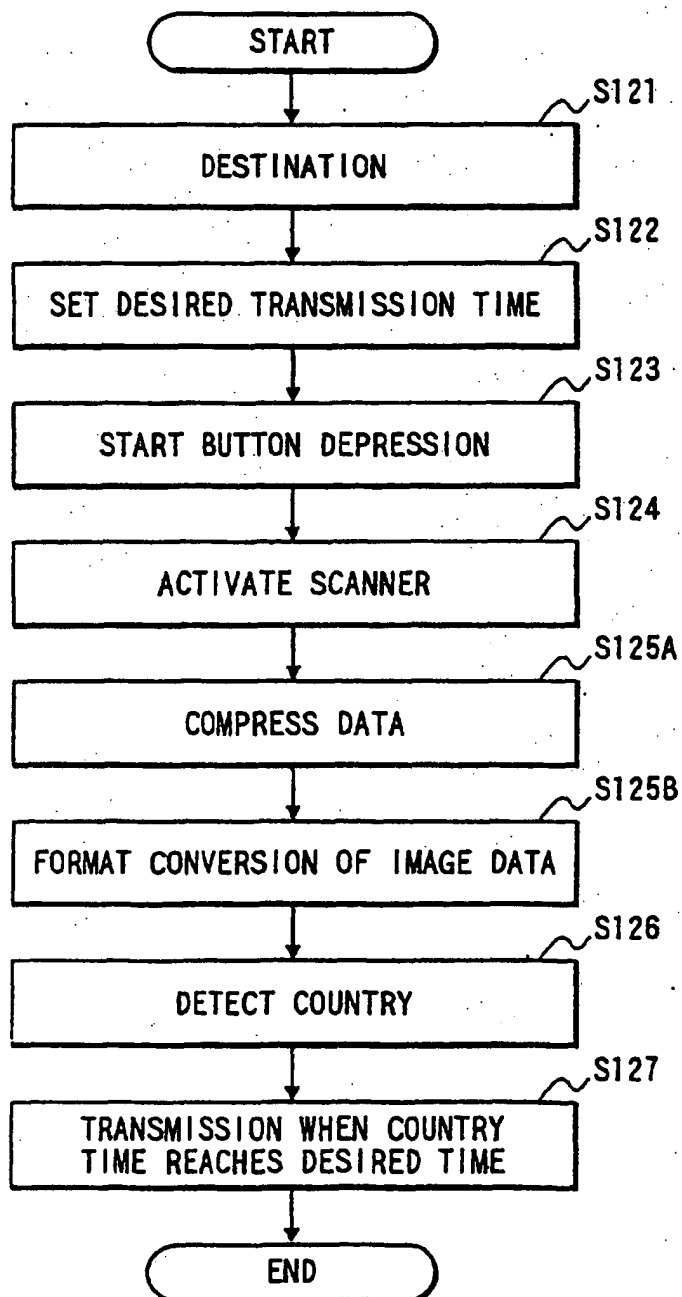 START
S121
DESTINATION
S122
SET DESIRED TRANSMISSION TIME
S123
START BUTTON DEPRESSION
S124
ACTIVATE SCANNER
S125A
COMPRESS DATA
S125B
FORMAT CONVERSION OF IMAGE DATA
S126
DETECT COUNTRY
S127
TRANSMISSION WHEN COUNTRY
TIME REACHES DESIRED TIME
END